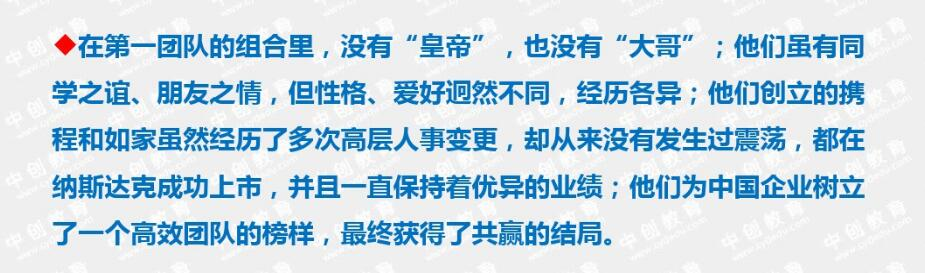 ◆在第一团队的组合里，没有“皇帝”，也没有“大哥”；他们虽有同
学之谊、朋友之情，但性格、爱好迥然不同，经历各异；他们创立的携
程和如家虽然经历了多次高层人事变更，却从来没有发生过震荡，都在
纳斯达克成功上市，并且一直保持着优异的业绩；他们为中国企业树立
了一个高效团队的榜样，最终获得了共赢的结局。